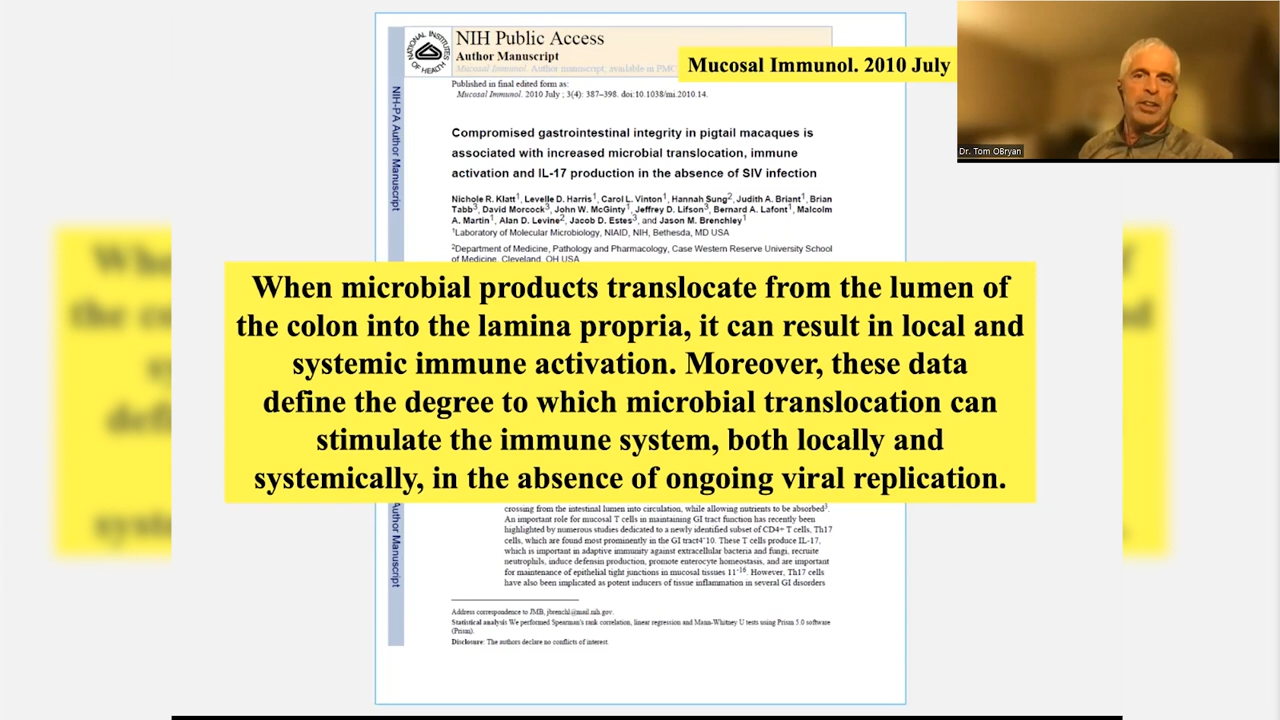 NIH Public Access
Author Manuscript
Mucosal Immunol. Author manuscript; available in PMC
Mucosal Immunol. 2010 July
Dr. Tom OBryan
NATIONAL INSTITUTES OF HEALTH
NIH-PA Author Manuscript
Published in final edited form as:
Mucosal Immunol. 2010 July ; 3(4): 387–398. doi:10.1038/mi.2010.14.
Compromised gastrointestinal integrity in pigtail macaques is
associated with increased microbial translocation, immune
activation and IL-17 production in the absence of SIV infection
Nichole R. Klatt1, Levelle D. Harris1, Carol L. Vinton1, Hannah Sung2, Judith A. Briant1, Brian
Tabb3, David Morcock3, John W. McGinty1, Jeffrey D. Lifson3, Bernard A. Lafont1, Malcolm
A. Martin1, Alan D. Levine2, Jacob D. Estes3, and Jason M. Brenchley1
1Laboratory of Molecular Microbiology, NIAID, NIH, Bethesda, MD USA
2Department of Medicine, Pathology and Pharmacology, Case Western Reserve University School
of Medicine, Cleveland, OH USA
When microbial products translocate from the lumen of
the colon into the lamina propria, it can result in local and
systemic immune activation. Moreover, these data
define the degree to which microbial translocation can
stimulate the immune system, both locally and
systemically, in the absence of ongoing viral replication.
Author Manuscript
crossing from the intestinal lumen into circulation, while allowing nutrients to be absorbed3.
An important role for mucosal T cells in maintaining GI tract function has recently been
highlighted by numerous studies dedicated to a newly identified subset of CD4+ T cells, Th17
cells, which are found most prominently in the GI tract4-10. These T cells produce IL-17,
which is important in adaptive immunity against extracellular bacteria and fungi, recruite
neutrophils, induce defensin production, promote enterocyte homeostasis, and are important
for maintenance of epithelial tight junctions in mucosal tissues 11-16. However, Th17 cells
have also been implicated as potent inducers of tissue inflammation in several GI disorders
Address correspondence to JMB, jbrenchl@mail.nih.gov.
Statistical analysis We performed Spearman's rank correlation, linear regression and Mann-Whitney U tests using Prism 5.0 software
(Prism).
Disclosure: The authors declare no conflicts of interest.